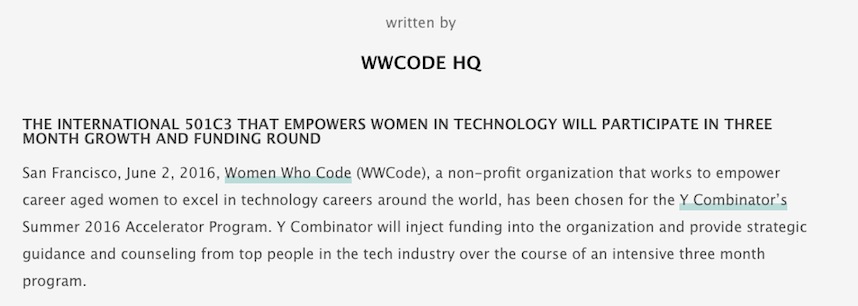 written by
WWCODE HQ
THE INTERNATIONAL 501C3 THAT EMPOWERS WOMEN IN TECHNOLOGY WILL PARTICIPATE IN THREE
MONTH GROWTH AND FUNDING ROUND
San Francisco, June 2, 2016, Women Who Code (WWCode), a non-profit organization that works to empower
career aged women to excel in technology careers around the world, has been chosen for the Y Combinator's
Summer 2016 Accelerator Program. Y Combinator will inject funding into the organization and provide strategic
guidance and counseling from top people in the tech industry over the course of an intensive three month
program.